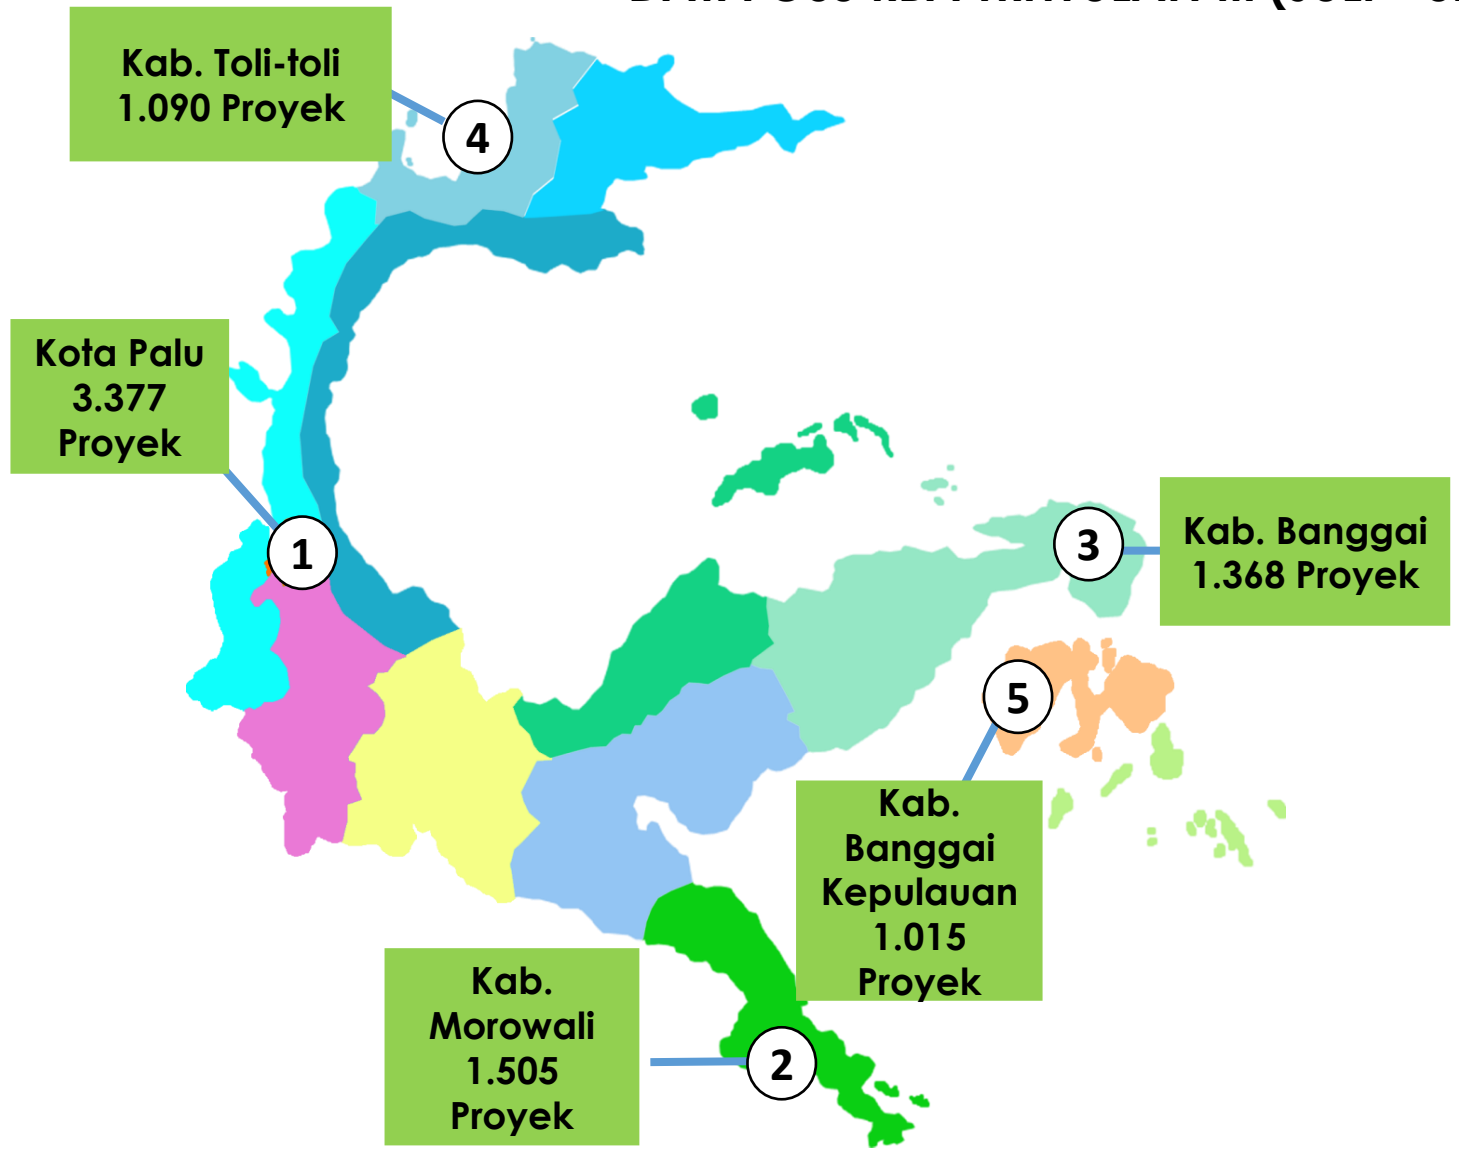 Kab. Toli-toli
1.090 Proyek
4
Kota Palu
3.377
Proyek
1
3
Kab. Banggai
1.368 Proyek
5
Kab.
Banggai
Kepulauan
1.015
Proyek
Kab.
Morowali
1.505
Proyek
2